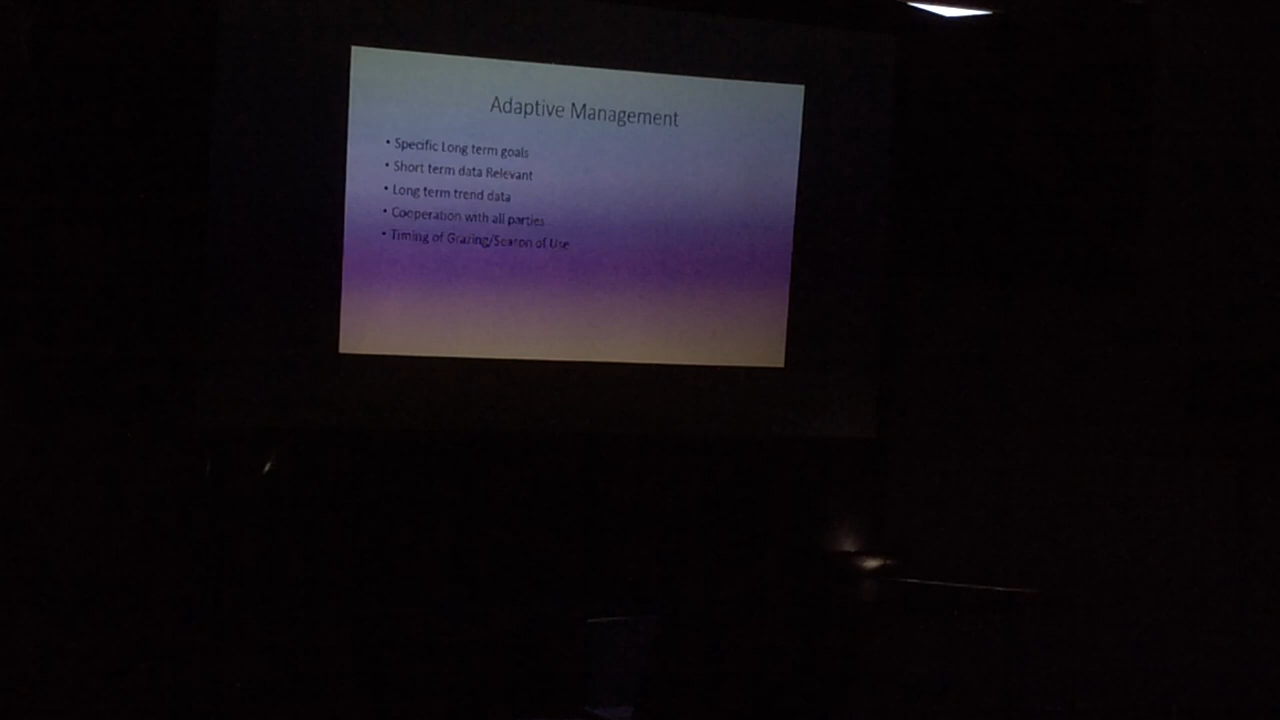 Adaptive Management
• Specific Long term goals
• Short term data Relevant
• Long term trend data
• Cooperation with all parties
• Timing of Grazing/Season of Use